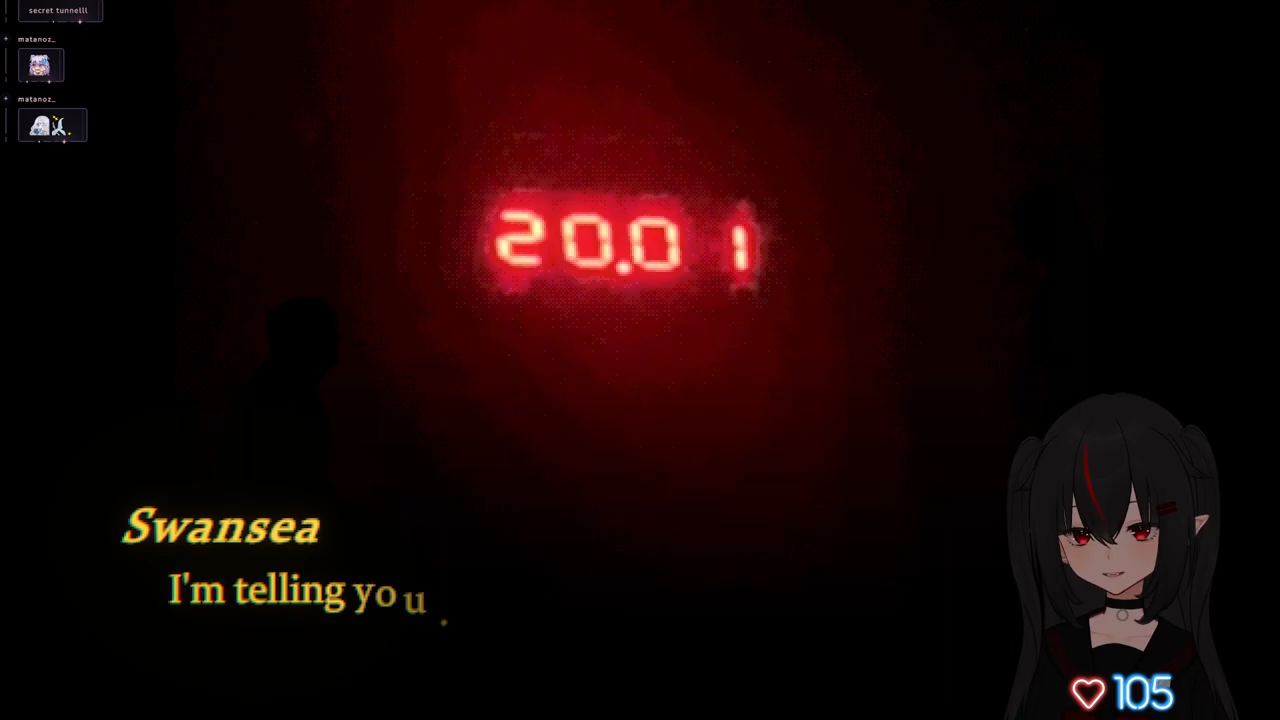 secret tunnelll
matanoz_
matanoz_
20.01
Swansea
I'm telling you.
105